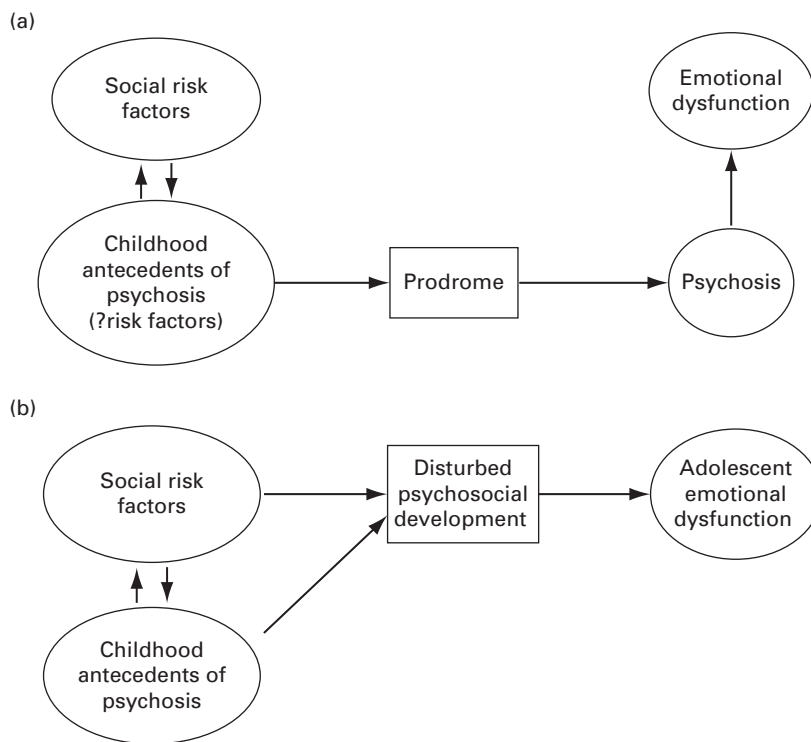 (a)
Social risk
factors
Emotional
dysfunction
Childhood
antecedents of
psychosis
(?risk factors)
Prodrome
Psychosis
(b)
Social risk
factors
Disturbed
psychosocial
development
Adolescent
emotional
dysfunction
Childhood
antecedents of
psychosis